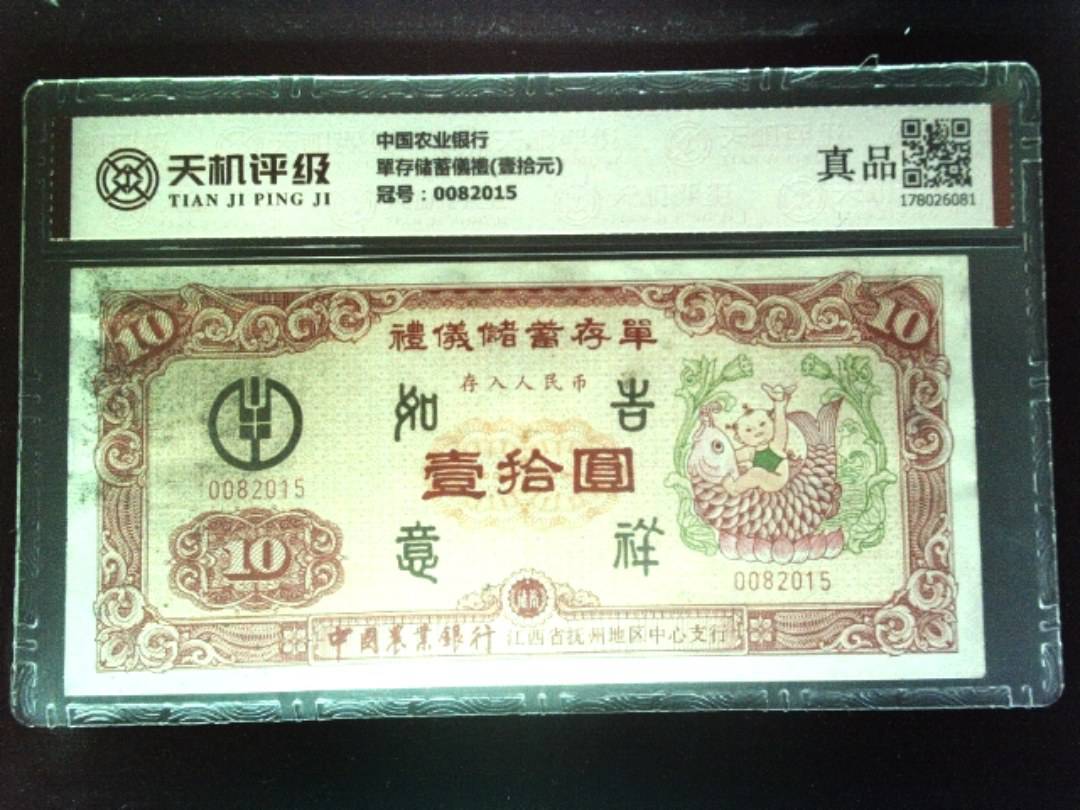 天机评级
TIAN JI PING JI
中国农业银行
單存储蓄儀禮(壹拾元)
冠号：0082015
真品
178026081
10
10
禮儀儲蓄存單
存入人民币
如
吉
壹拾圓
0082015
意
祥
10
0082015
中國農業銀行 江西省抚州地区中心支行